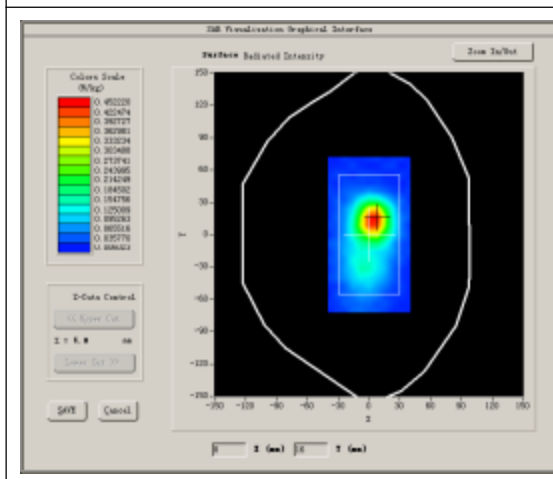 SAR Visualisation Graphical Interface
Surface Radiated Intensity
Zoom In/Out
Colors Scale
(W/kg)
0.452220
0.422474
0.392727
0.362981
0.333234
0.303488
0.273741
0.243995
0.214249
0.184502
0.154756
0.125009
0.095263
0.065516
0.035770
150
120
90
60
30
0
-30
-60
-90
-120
-150
Y
-150 -120 -90 -60 -30 0 30 60 90 120 150
X
Z-Data Control
<< Upper Cut
Z = 5.0 mm
Lower Cut >>
SAVE
Cancel
X (mm)
Y (mm)